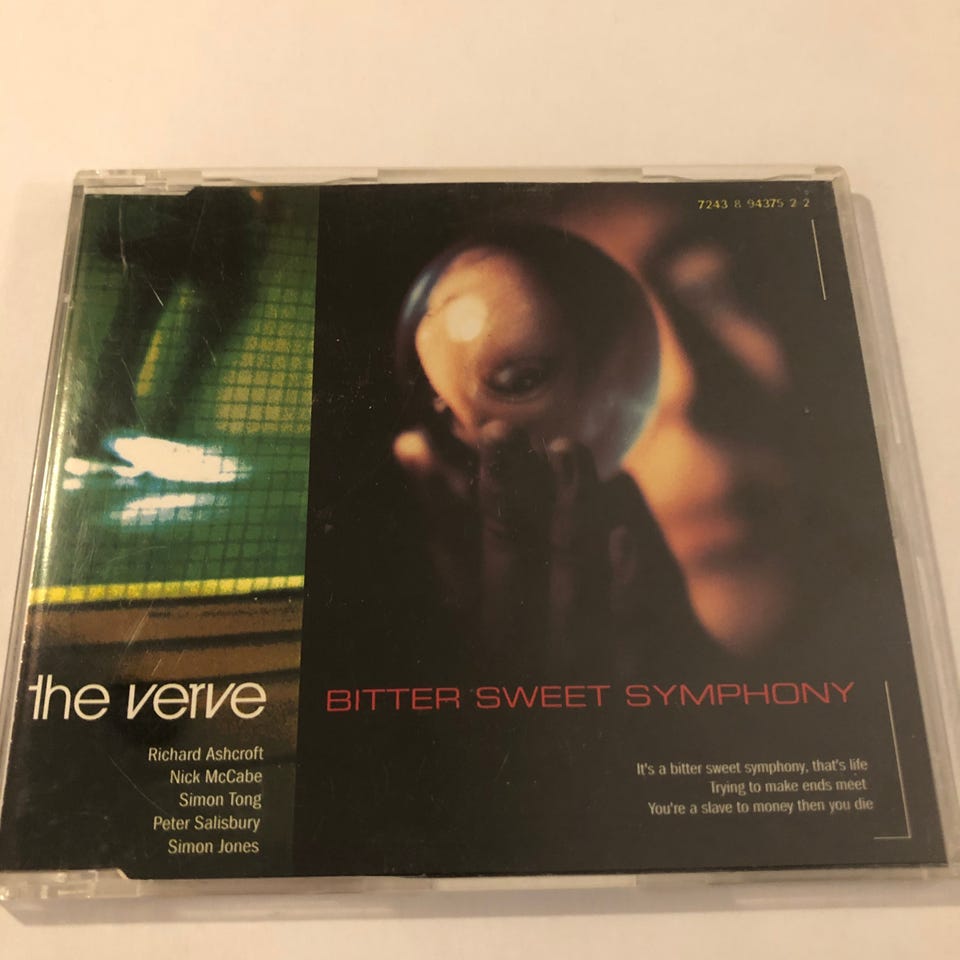 7243 8 94375 2 2
the verve
BITTER SWEET SYMPHONY
Richard Ashcroft
Nick McCabe
Simon Tong
Peter Salisbury
Simon Jones
It's a bitter sweet symphony, that's life
Trying to make ends meet
You're a slave to money then you die